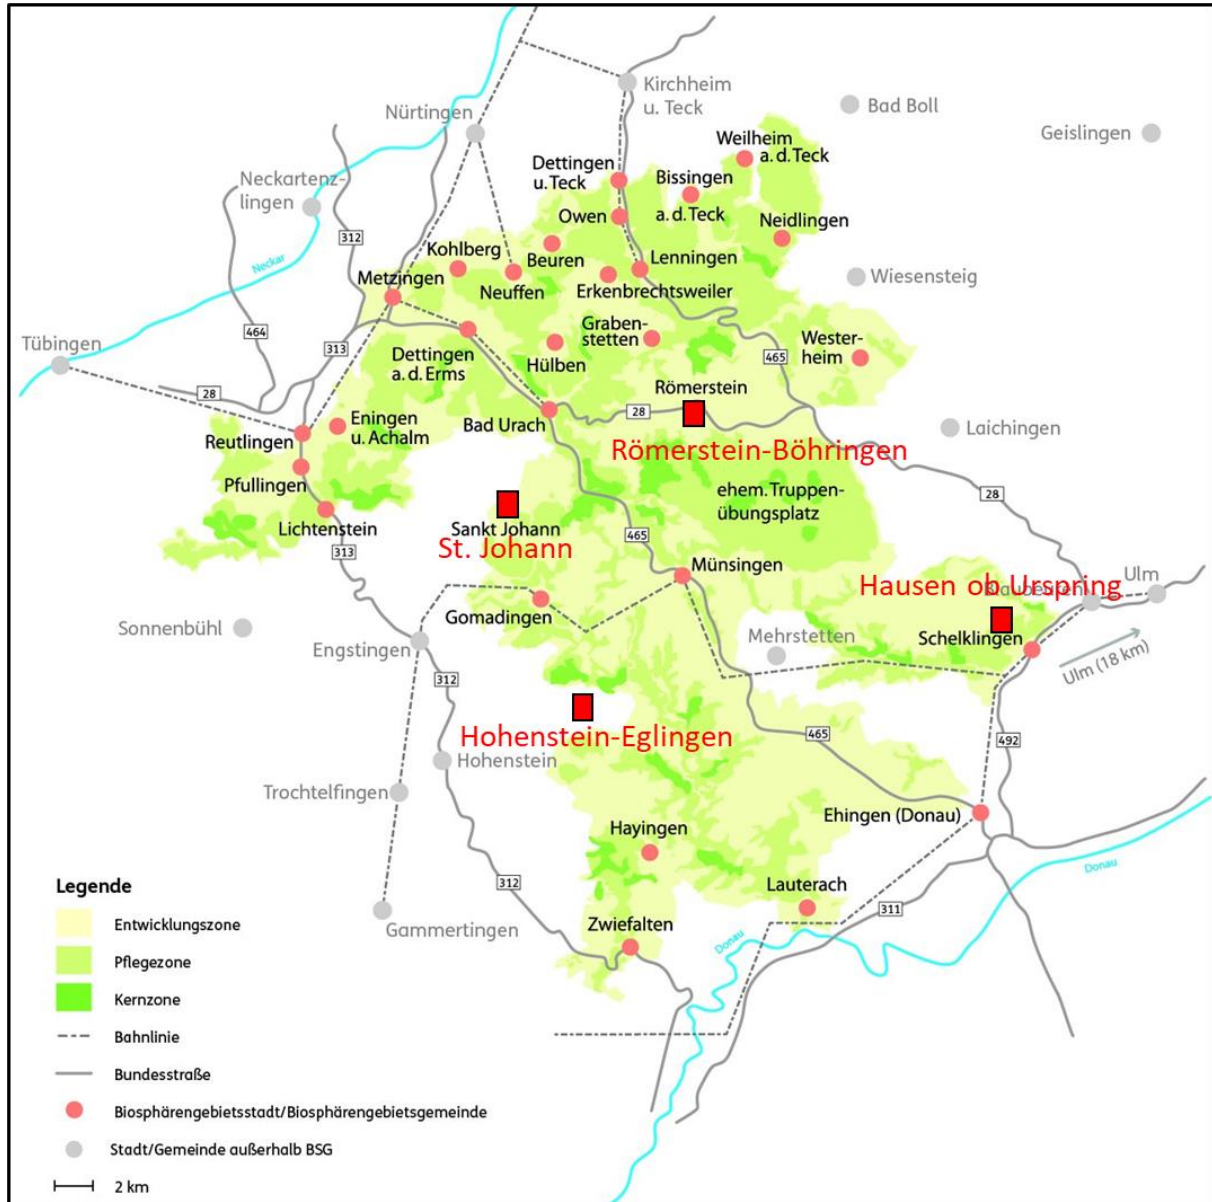 Kirchheim
u. Teck
Bad Boll
Nürtingen
Geislingen
Weilheim
a. d. Teck
Dettingen
u. Teck
Bissingen
a. d. Teck
Neckartenz-
lingen
Owen
Neidlingen
312
Kohlberg
Beuren
Lenningen
Neckar
Metzingen
Neuffen
Erkenbrechtsweiler
Wiesensteig
464
Graben-
stetten
Wester-
heim
Tübingen
313
Dettingen
a. d. Erms
Hülben
465
Römerstein
28
28
Eningen
u. Achalm
Bad Urach
Reutlingen
Laichingen
Römerstein-Böhringen
Pfullingen
ehem. Truppen-
übungsplatz
28
Lichtenstein
Sankt Johann
465
St. Johann
313
Münsingen
Hausen ob Urspring
Ulm
Gomadingen
Sonnenbühl
Engstingen
Mehrstetten
Schelklingen
Ulm (18 km)
312
Hohenstein-Eglingen
465
492
Hohenstein
Trochtelfingen
Ehingen (Donau)
Hayingen
Donau
312
Lauterach
311
Gammertingen
Zwiefalten
Donau
Legende
Entwicklungszone
Pflegezone
Kernzone
Bahnlinie
Bundesstraße
Biosphärengebietsstadt/Biosphärengebietsgemeinde
Stadt/Gemeinde außerhalb BSG
2 km